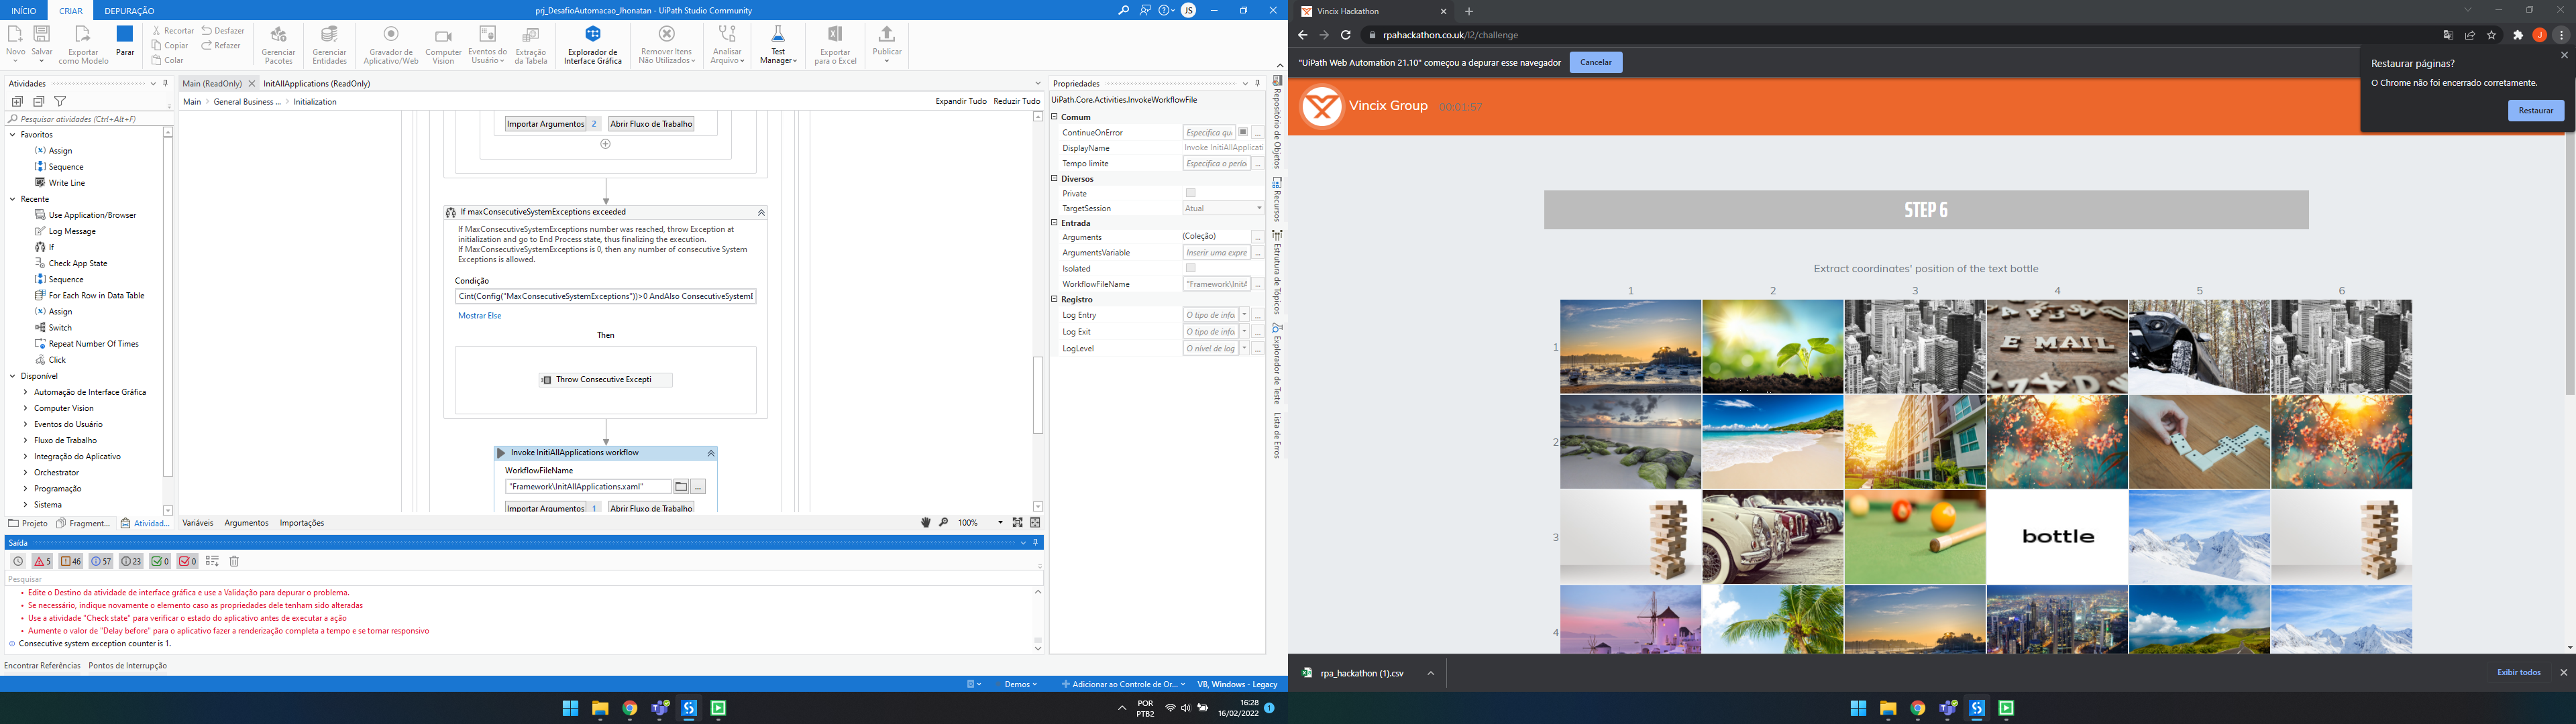 INÍCIO CRIAR DEPURAÇÃO
prj_DesafioAutomacao_Jhonatan - UiPath Studio Community
JS
Novo
Salvar
Exportar
como Modelo
Parar
Recortar
Copiar
Colar
Desfazer
Refazer
Gerenciar
Pacotes
Gerenciar
Entidades
Gravador de
Aplicativo/Web
Computer
Vision
Eventos do
Usuário
Extração
da Tabela
Explorador de
Interface Gráfica
Remover Itens
Não Utilizados
Analisar
Arquivo
Test
Manager
Exportar
para o Excel
Publicar
Atividades
Pesquisar atividades (Ctrl+Alt+F)
Favoritos
Assign
Sequence
Write Line
Recente
Use Application/Browser
Log Message
If
Check App State
Sequence
For Each Row in Data Table
Assign
Switch
Repeat Number Of Times
Click
Disponível
Automação de Interface Gráfica
Computer Vision
Eventos do Usuário
Fluxo de Trabalho
Integração do Aplicativo
Orchestrator
Programação
Sistema
Projeto Fragment... Atividad...
Main (ReadOnly) InitAllApplications (ReadOnly)
Main > General Business ... > Initialization
Expandir Tudo Reduzir Tudo
Importar Argumentos 2 Abrir Fluxo de Trabalho
If maxConsecutiveSystemExceptions exceeded
If MaxConsecutiveSystemExceptions number was reached, throw Exception at
initialization and go to End Process state, thus finalizing the execution.
If MaxConsecutiveSystemExceptions is 0, then any number of consecutive System
Exceptions is allowed.
Condição
Cint(Config("MaxConsecutiveSystemExceptions"))>0 AndAlso ConsecutiveSystemE
Mostrar Else
Then
Throw Consecutive Excepti
Invoke InitiAllApplications workflow
WorkflowFileName
"Framework\InitAllApplications.xaml"
Importar Argumentos 1 Abrir Fluxo de Trabalho
Variáveis Argumentos Importações
100%
Propriedades
UiPath.Core.Activities.InvokeWorkflowFile
Comum
ContinueOnError Especifica que
DisplayName Invoke InitiAllApplicati
Tempo limite Especifica o perío
Diversos
Private
TargetSession Atual
Entrada
Arguments (Coleção)
ArgumentsVariable Inserir uma expre
Isolated
WorkflowFileName "Framework\InitA
Registro
Log Entry O tipo de info
Log Exit O tipo de info
LogLevel O nível de log
Repositório de Objetos
Recursos
Estrutura de Tópicos
Explorador de Teste
Lista de Erros
Saída
5 46 57 23 0 0
Pesquisar
• Edite o Destino da atividade de interface gráfica e use a Validação para depurar o problema.
• Se necessário, indique novamente o elemento caso as propriedades dele tenham sido alteradas
• Use a atividade "Check state" para verificar o estado do aplicativo antes de executar a ação
• Aumente o valor de "Delay before" para o aplicativo fazer a renderização completa a tempo e se tornar responsivo
Consecutive system exception counter is 1.
Encontrar Referências Pontos de Interrupção
Demos
Adicionar ao Controle de Or...
VB, Windows - Legacy
POR
PTB2
16:28
16/02/2022
1
Vincix Hackathon
rpahackathon.co.uk/l2/challenge
J
"UiPath Web Automation 21.10" começou a depurar esse navegador
Cancelar
Restaurar páginas?
O Chrome não foi encerrado corretamente.
Restaurar
Vincix Group 00:01:57
STEP 6
Extract coordinates' position of the text bottle
1 2 3 4 5 6
1
E MAIL
2
3
bottle
4
rpa_hackathon (1).csv
Exibir todos